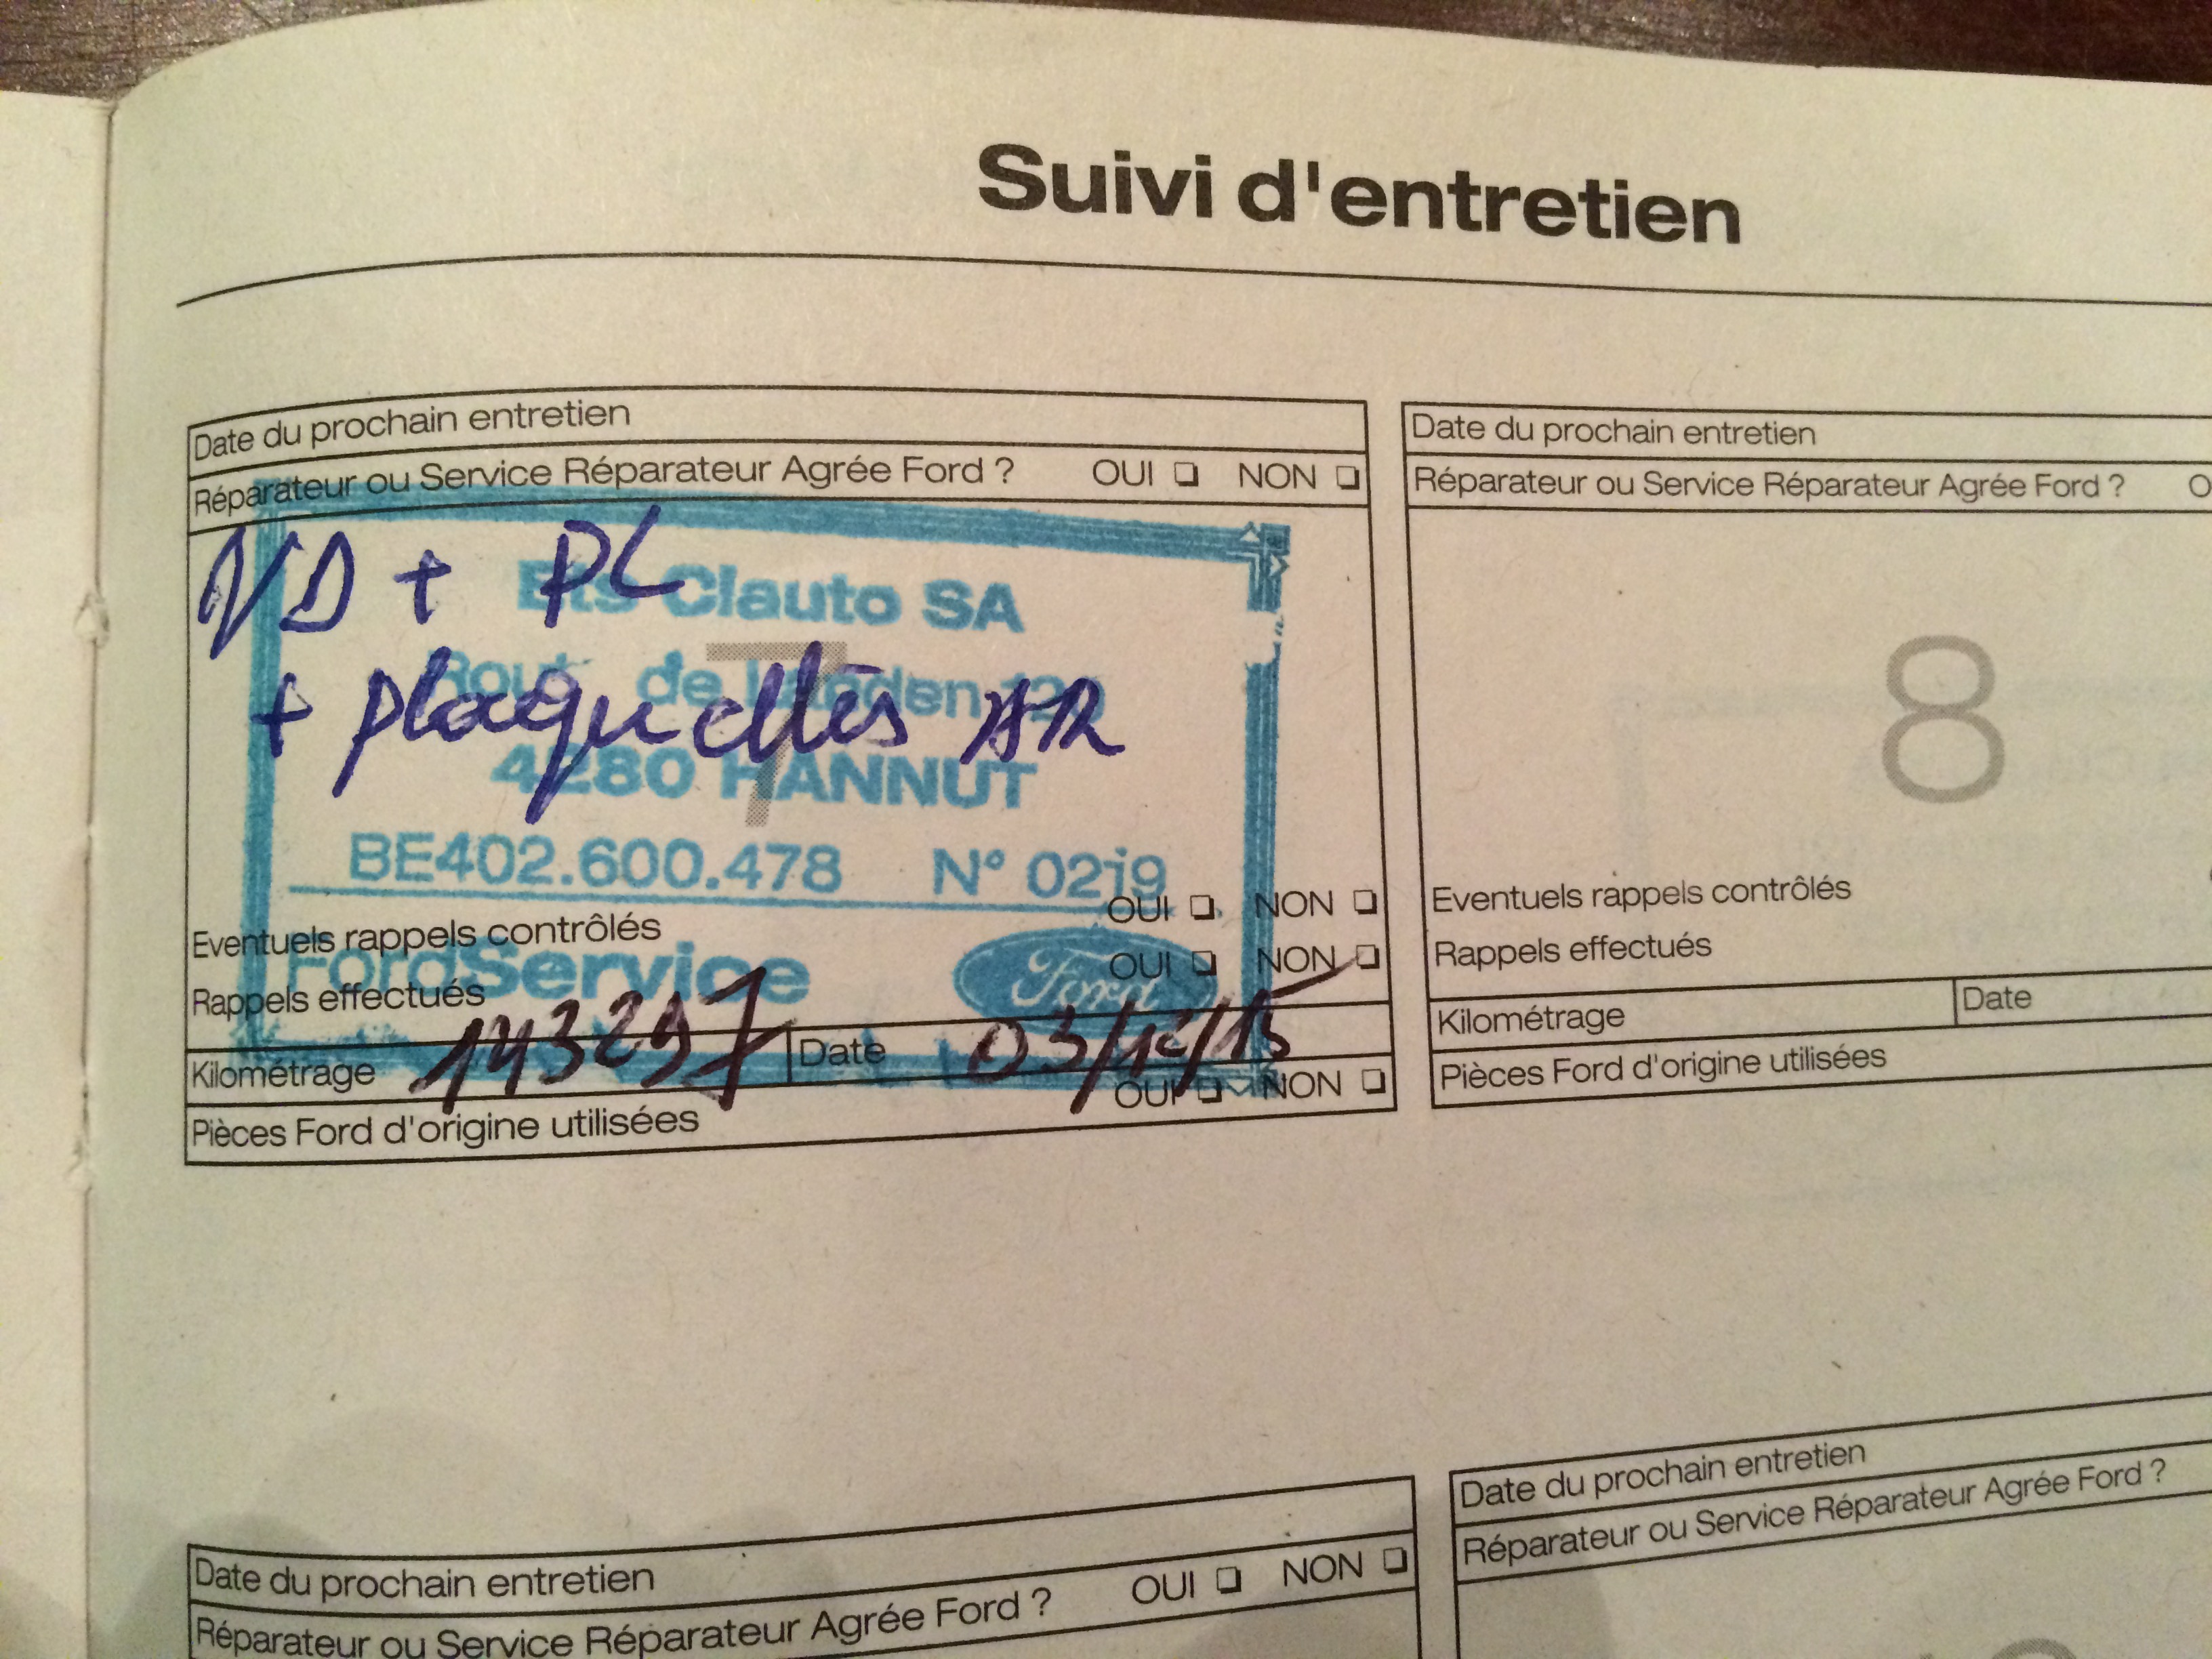 Suivi d'entretien
Date du prochain entretien
Réparateur ou Service Réparateur Agrée Ford ? OUI ❑ NON ❑
+ PL
Ets Clauto SA
+ plaquettes AR
de
7
4280 HANNUT
BE402.600.478 N° 0219
Eventuels rappels contrôlés OUI ❑ NON ❑
FordService Ford
Rappels effectués OUI ❑ NON ❑
Kilométrage 143297 Date 03/12/15
Pièces Ford d'origine utilisées OUI ❑ NON ❑
Date du prochain entretien
Réparateur ou Service Réparateur Agrée Ford ? O
8
Eventuels rappels contrôlés
Rappels effectués
Kilométrage Date
Pièces Ford d'origine utilisées
Date du prochain entretien
Réparateur ou Service Réparateur Agrée Ford ? OUI ❑ NON ❑
Date du prochain entretien
Réparateur ou Service Réparateur Agrée Ford ?